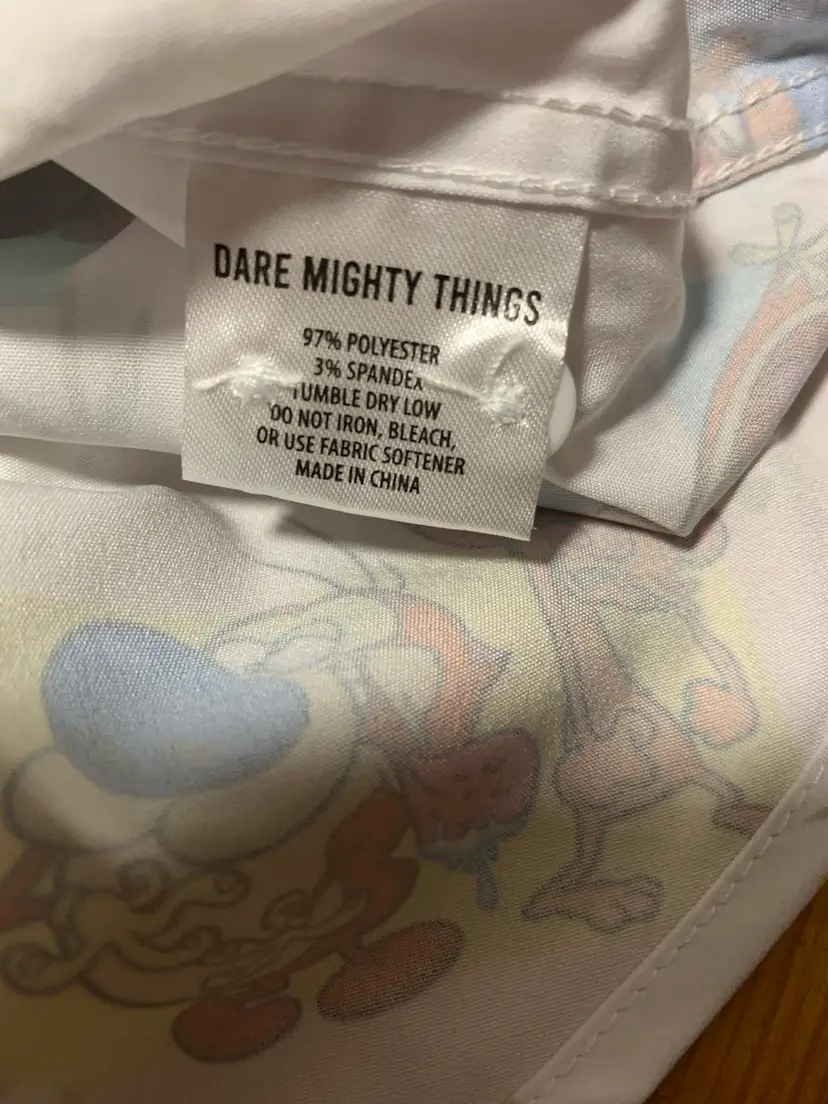 DARE MIGHTY THINGS
97% POLYESTER
3% SPANDEX
TUMBLE DRY LOW
DO NOT IRON, BLEACH,
OR USE FABRIC SOFTENER
MADE IN CHINA